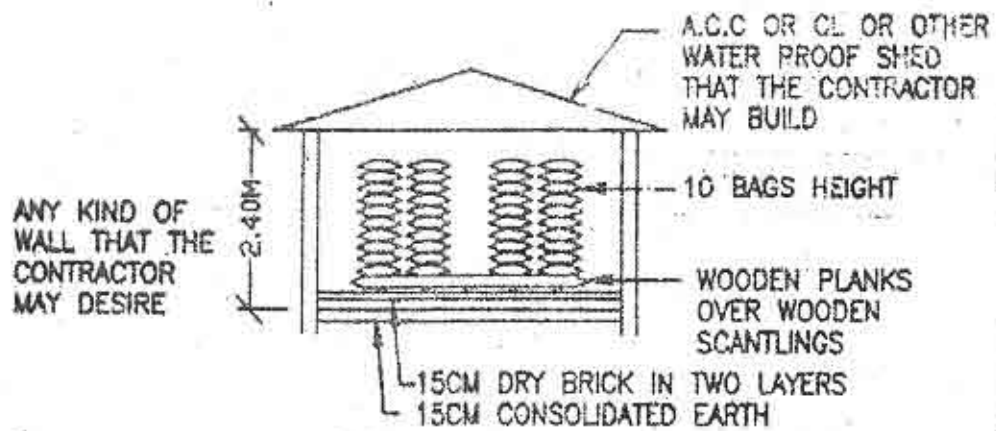 A.C.C OR CL OR OTHER
WATER PROOF SHED
THAT THE CONTRACTOR
MAY BUILD
10 BAGS HEIGHT
2.40M
ANY KIND OF
WALL THAT THE
CONTRACTOR
MAY DESIRE
WOODEN PLANKS
OVER WOODEN
SCANTLINGS
15CM DRY BRICK IN TWO LAYERS
15CM CONSOLIDATED EARTH